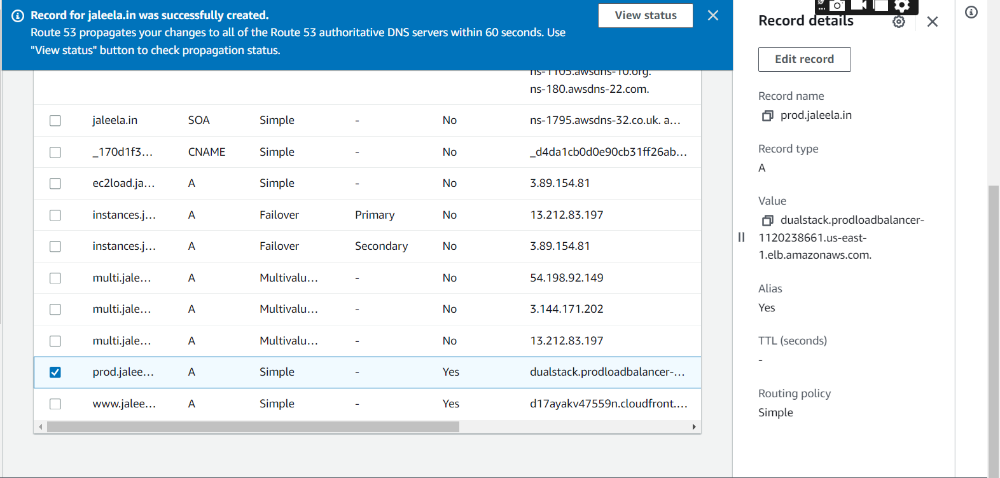 Record for jaleela.in was successfully created.
Route 53 propagates your changes to all of the Route 53 authoritative DNS servers within 60 seconds. Use
"View status" button to check propagation status.
View status
ns-1105.awsdns-10.org.
ns-180.awsdns-22.com.
jaleela.in SOA Simple - No ns-1795.awsdns-32.co.uk. a...
_170d1f3... CNAME Simple - No _d4da1cb0d0e90cb31ff26ab...
ec2load.ja... A Simple - No 3.89.154.81
instances.j... A Failover Primary No 13.212.83.197
instances.j... A Failover Secondary No 3.89.154.81
multi.jale... A Multivalu... - No 54.198.92.149
multi.jale... A Multivalu... - No 3.144.171.202
multi.jale... A Multivalu... - No 13.212.83.197
prod.jalee... A Simple - Yes dualstack.prodloadbalancer-...
www.jalee... A Simple - Yes d17ayakv47559n.cloudfront....
Record details
Edit record
Record name
prod.jaleela.in
Record type
A
Value
dualstack.prodloadbalancer-
1120238661.us-east-
1.elb.amazonaws.com.
Alias
Yes
TTL (seconds)
-
Routing policy
Simple